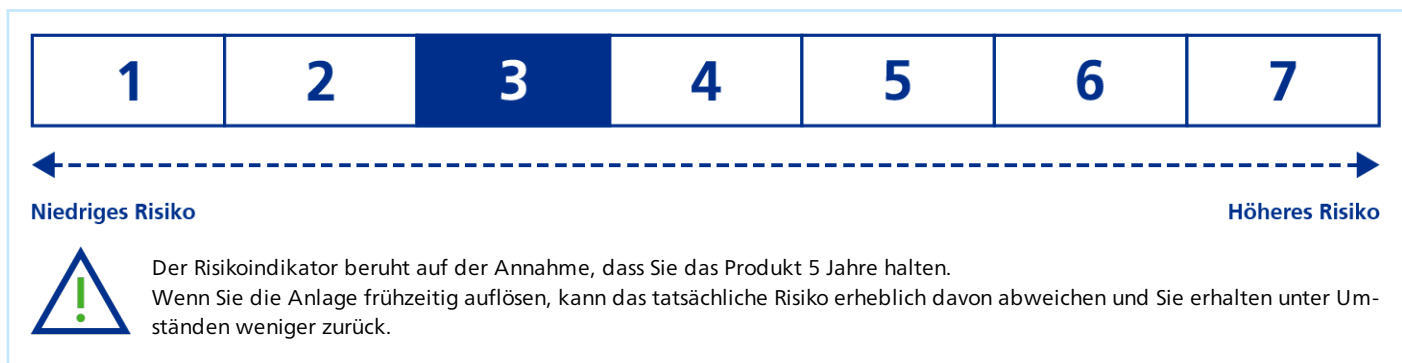 1 2 3 4 5 6 7
Niedriges Risiko Höheres Risiko
Der Risikoindikator beruht auf der Annahme, dass Sie das Produkt 5 Jahre halten.
Wenn Sie die Anlage frühzeitig auflösen, kann das tatsächliche Risiko erheblich davon abweichen und Sie erhalten unter Um-
ständen weniger zurück.